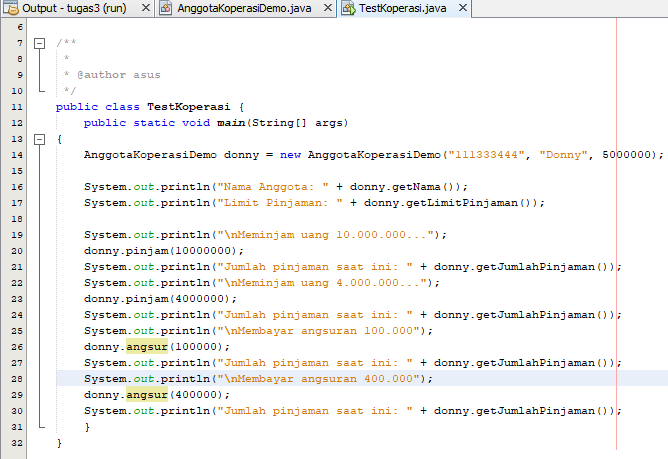 Output - tugas3 (run) AnggotaKoperasiDemo.java TestKoperasi.java
6
7 /**
8 *
9 * @author asus
10 */
11 public class TestKoperasi {
12 public static void main(String[] args)
13 {
14 AnggotaKoperasiDemo donny = new AnggotaKoperasiDemo("111333444", "Donny", 5000000);
15
16 System.out.println("Nama Anggota: " + donny.getNama());
17 System.out.println("Limit Pinjaman: " + donny.getLimitPinjaman());
18
19 System.out.println("\nMeminjam uang 10.000.000...");
20 donny.pinjam(10000000);
21 System.out.println("Jumlah pinjaman saat ini: " + donny.getJumlahPinjaman());
22 System.out.println("\nMeminjam uang 4.000.000...");
23 donny.pinjam(4000000);
24 System.out.println("Jumlah pinjaman saat ini: " + donny.getJumlahPinjaman());
25 System.out.println("\nMembayar angsuran 100.000");
26 donny.angsur(100000);
27 System.out.println("Jumlah pinjaman saat ini: " + donny.getJumlahPinjaman());
28 System.out.println("\nMembayar angsuran 400.000");
29 donny.angsur(400000);
30 System.out.println("Jumlah pinjaman saat ini: " + donny.getJumlahPinjaman());
31 }
32 }